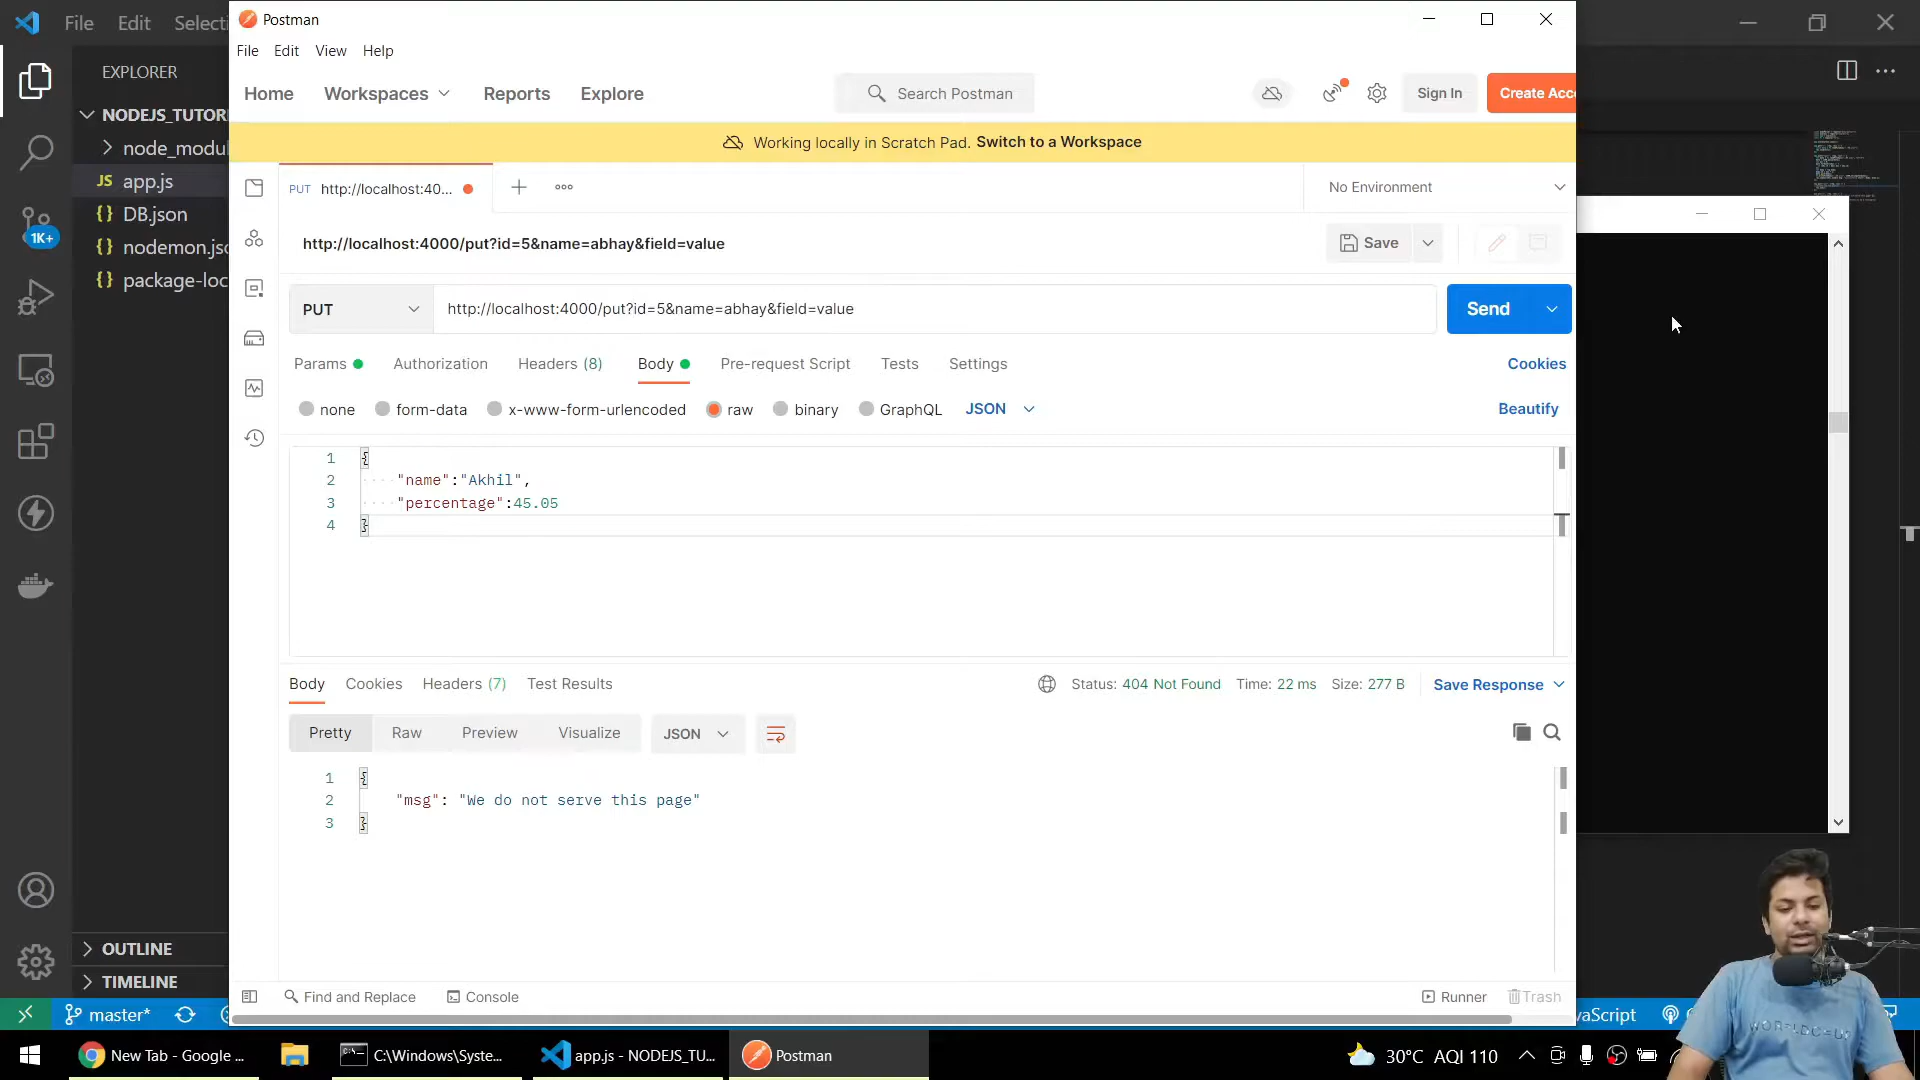 File Edit Selecti
Postman
File Edit View Help
Home Workspaces Reports Explore Search Postman Sign In Create Acc
Working locally in Scratch Pad. Switch to a Workspace
EXPLORER
NODEJS_TUTOR
node_modul
JS app.js
{} DB.json
{} nodemon.jsc
{} package-loc
1K+
OUTLINE
TIMELINE
PUT http://localhost:40... No Environment
http://localhost:4000/put?id=5&name=abhay&field=value Save
PUT http://localhost:4000/put?id=5&name=abhay&field=value Send
Params Authorization Headers (8) Body Pre-request Script Tests Settings Cookies
none form-data x-www-form-urlencoded raw binary GraphQL JSON Beautify
1 {
2 "name":"Akhil",
3 "percentage":45.05
4 }
Body Cookies Headers (7) Test Results Status: 404 Not Found Time: 22 ms Size: 277 B Save Response
Pretty Raw Preview Visualize JSON
1 {
2 "msg": "We do not serve this page"
3 }
Find and Replace Console Runner Trash
master* vaScript
New Tab - Google ... C:\Windows\Syste... app.js - NODEJS_TU... Postman 30°C AQI 110